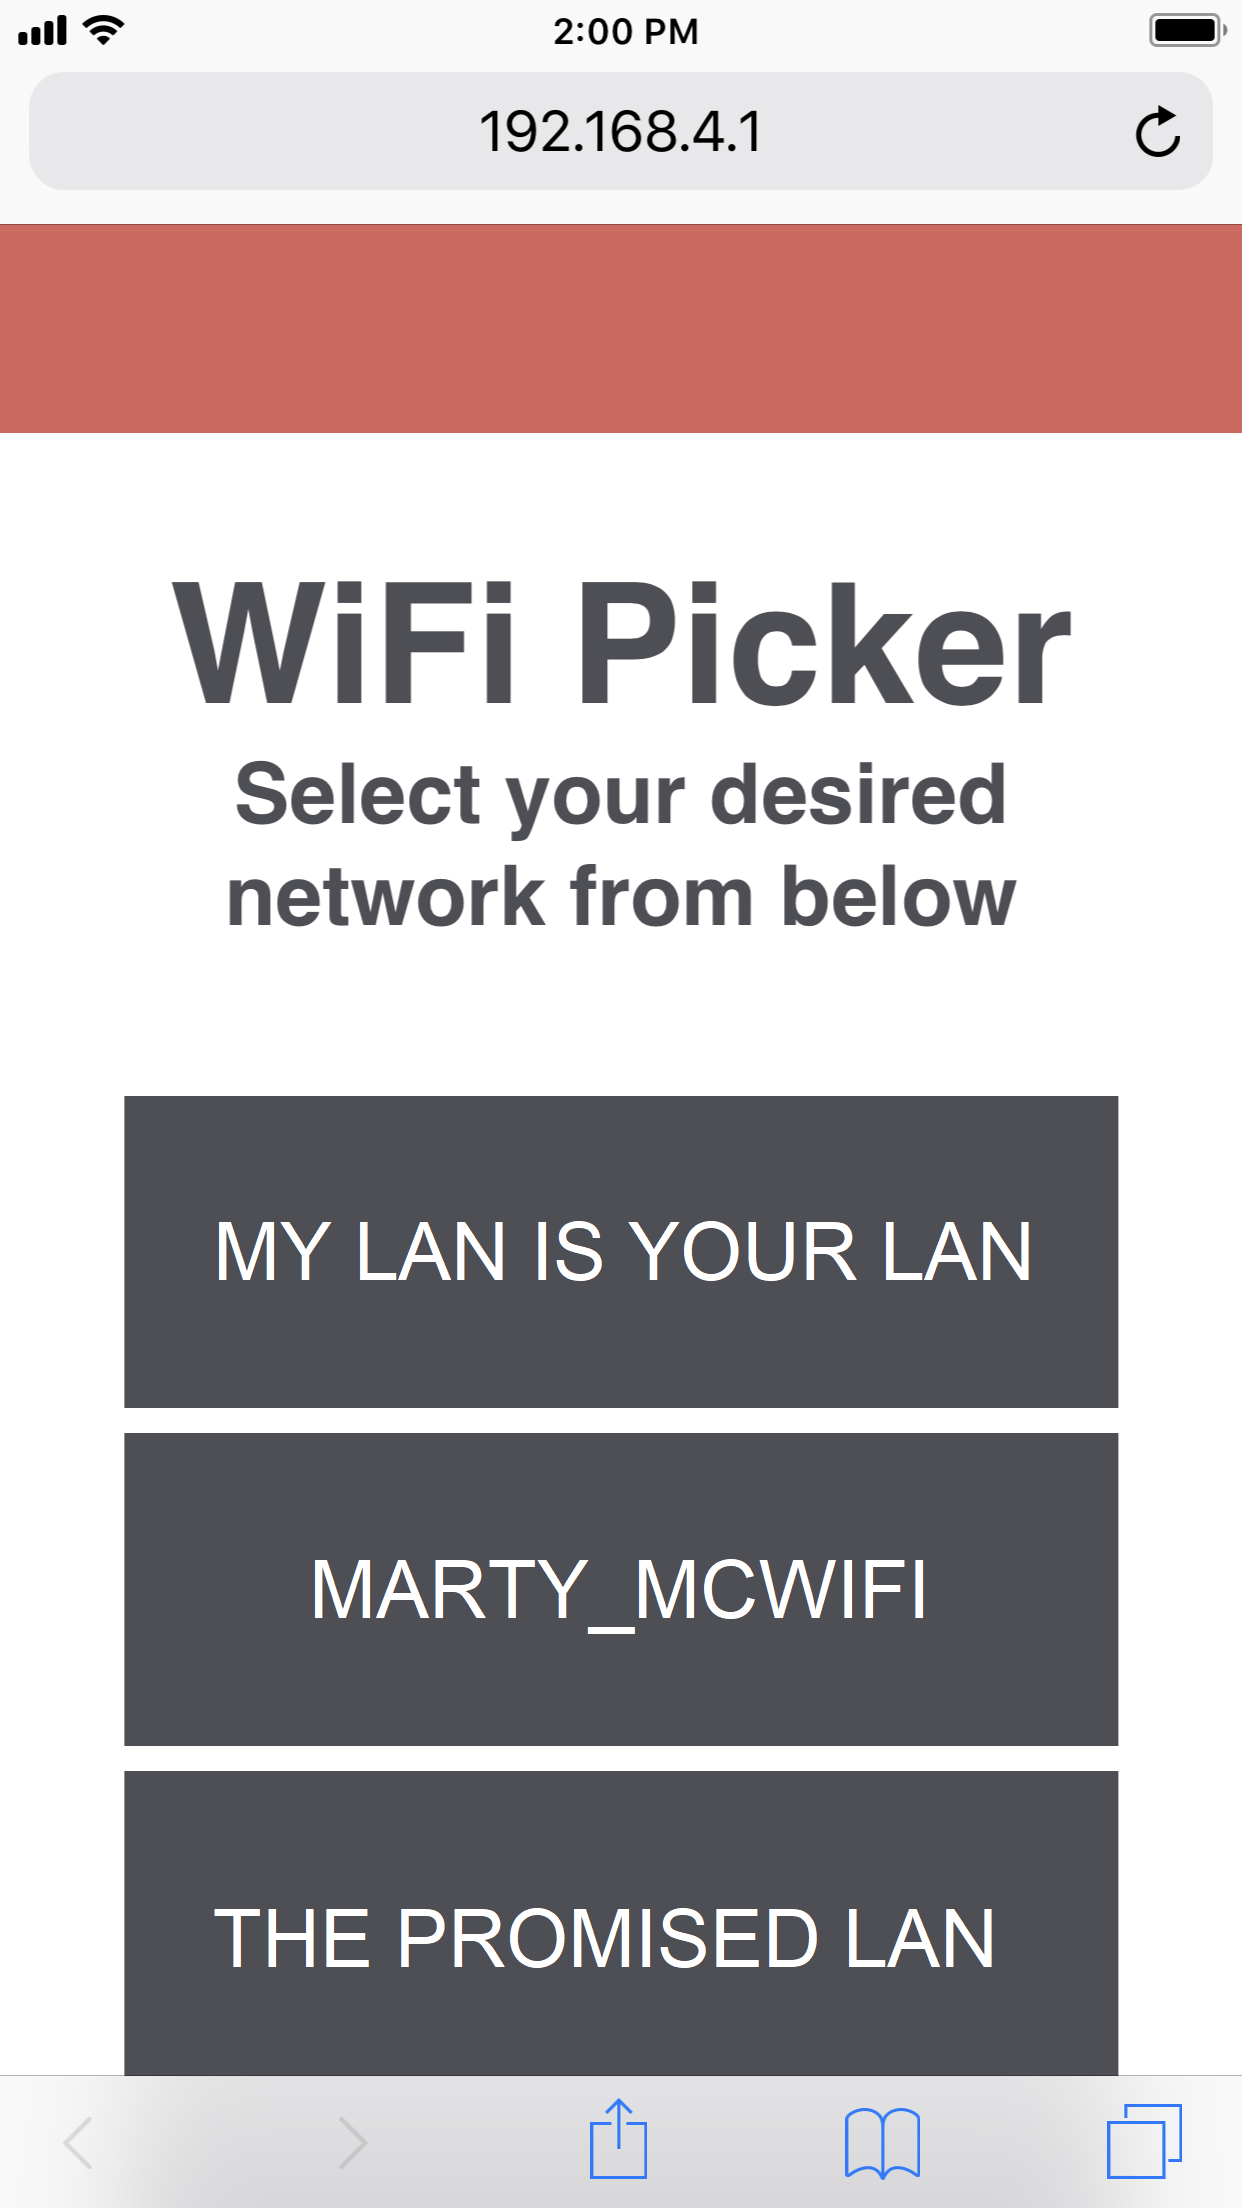 2:00 PM
192.168.4.1
WiFi Picker
Select your desired
network from below
MY LAN IS YOUR LAN
MARTY_MCWIFI
THE PROMISED LAN